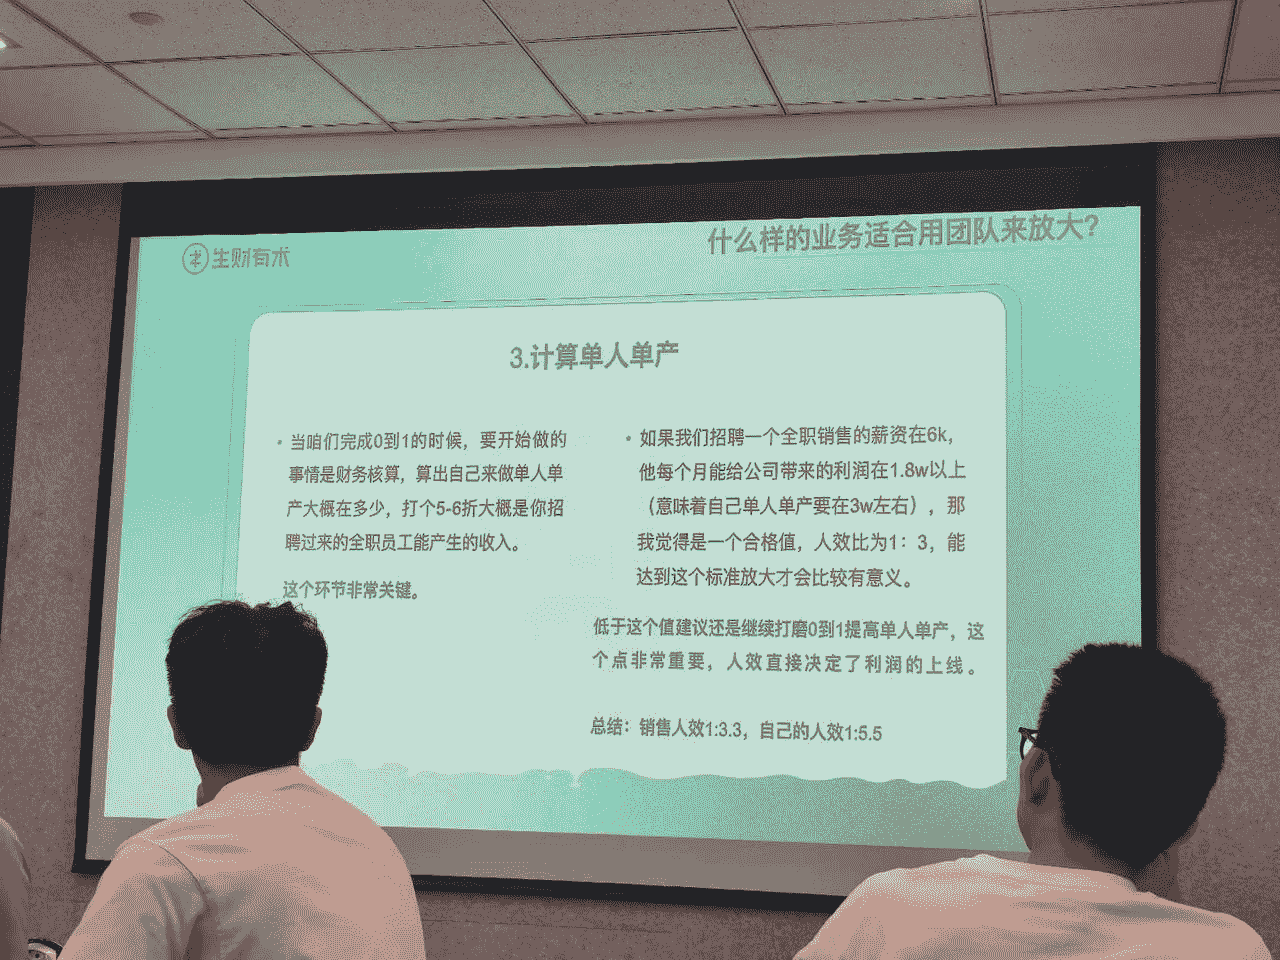 生财有术
什么样的业务适合用团队来放大?
3.计算单人单产
• 当咱们完成0到1的时候，要开始做的
事情是财务核算，算出自己来做单人单
产大概在多少，打个5-6折大概是你招
聘过来的全职员工能产生的收入。
这个环节非常关键。
• 如果我们招聘一个全职销售的薪资在6k，
他每个月能给公司带来的利润在1.8w以上
（意味着自己单人单产要在3w左右），那
我觉得是一个合格值，人效比为1：3，能
达到这个标准放大才会比较有意义。
低于这个值建议还是继续打磨0到1提高单人单产，这
个点非常重要，人效直接决定了利润的上线。
总结：销售人效1:3.3，自己的人效1:5.5